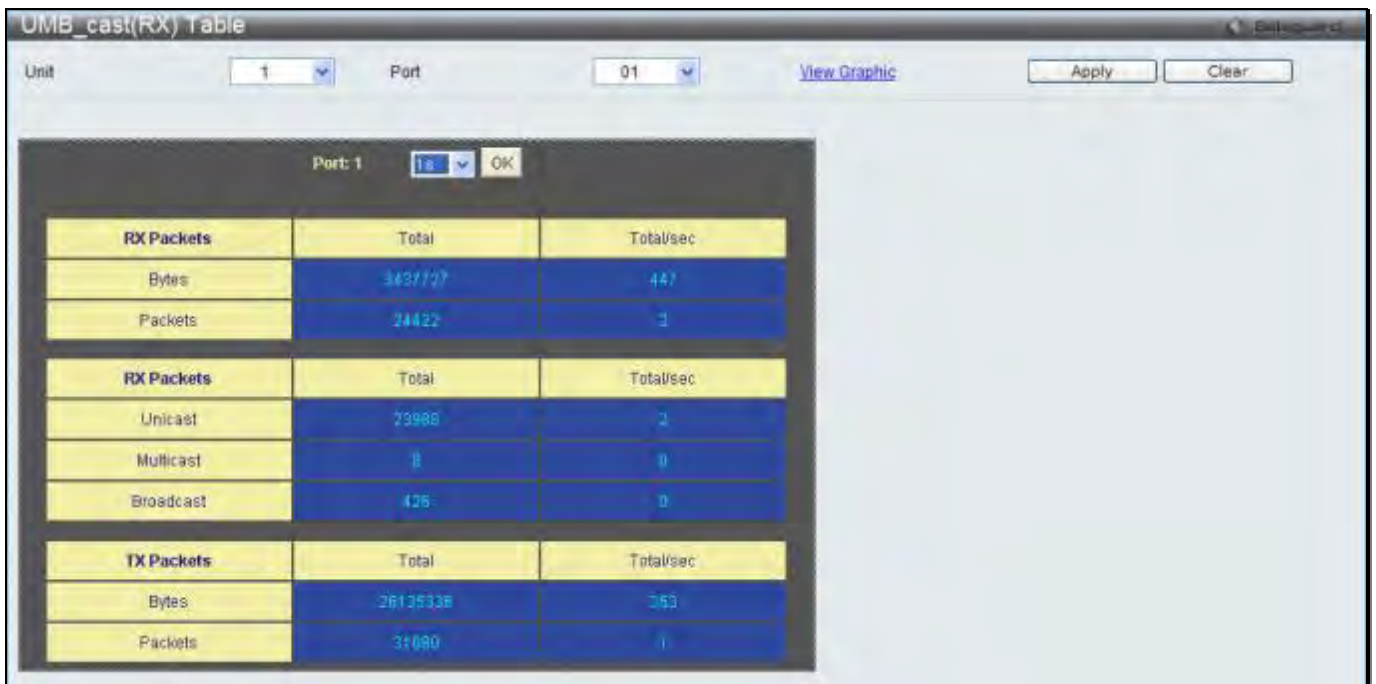 UMB_cast(RX) Table
Safeguard
Unit 1 Port 01 View Graphic Apply Clear
Port: 1 1s OK
RX Packets Total Total/sec
Bytes 3437727 447
Packets 24422 2
RX Packets Total Total/sec
Unicast 23988 2
Multicast 8 0
Broadcast 426 0
TX Packets Total Total/sec
Bytes 353
Packets 1